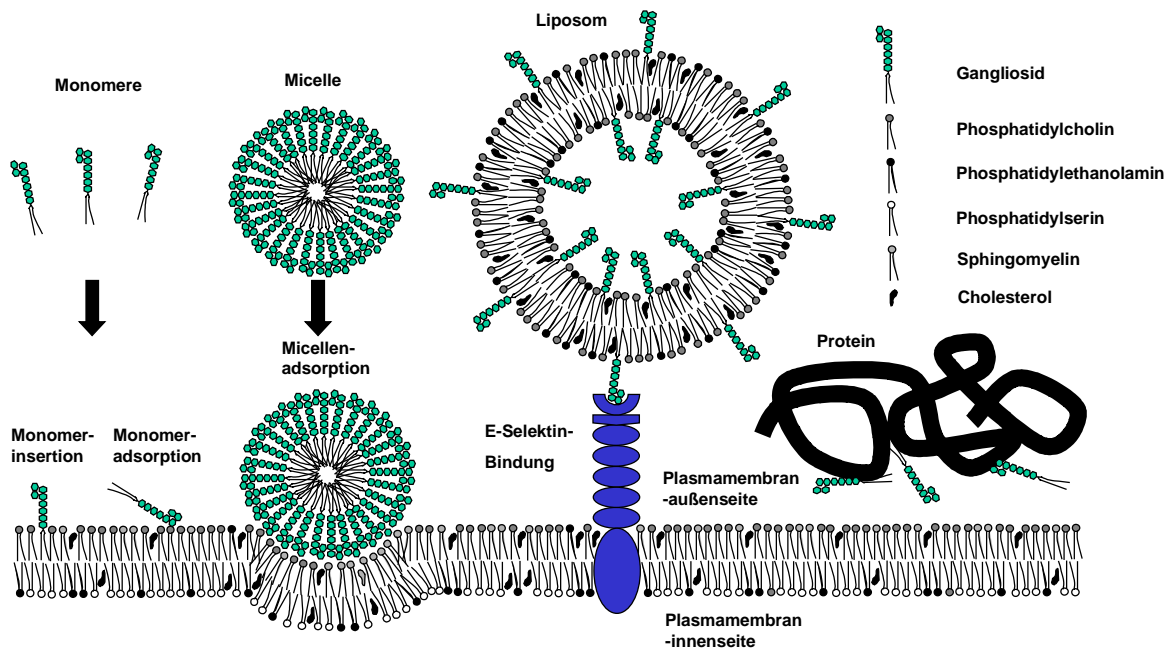 Liposom
Monomere
Micelle
Gangliosid
Phosphatidylcholin
Phosphatidylethanolamin
Phosphatidylserin
Sphingomyelin
Cholesterol
Micellen-
adsorption
Protein
Monomer-
insertion
Monomer-
adsorption
E-Selektin-
Bindung
Plasmamembran
-außenseite
Plasmamembran
-innenseite